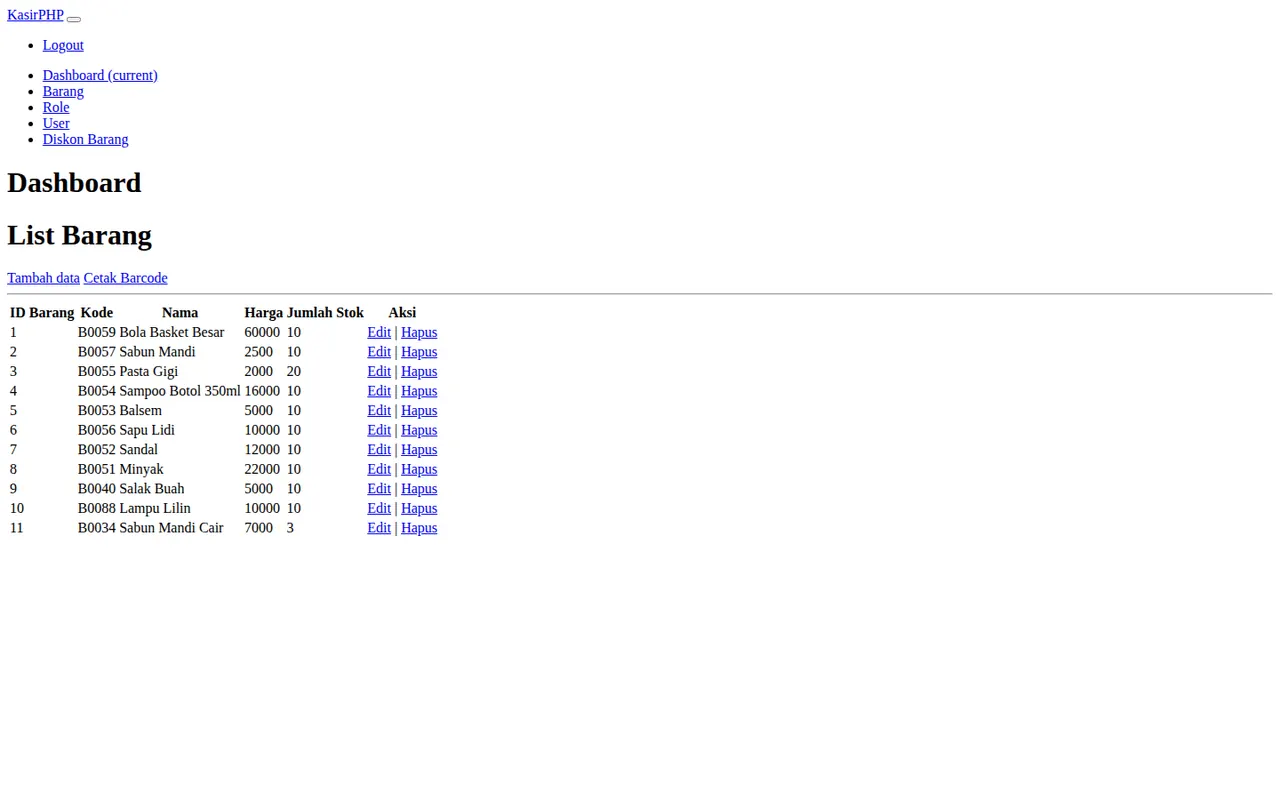 KasirPHP
Logout
Dashboard (current)
Barang
Role
User
Diskon Barang
Dashboard
List Barang
Tambah data Cetak Barcode
ID Barang Kode Nama Harga Jumlah Stok Aksi
1 B0059 Bola Basket Besar 60000 10 Edit | Hapus
2 B0057 Sabun Mandi 2500 10 Edit | Hapus
3 B0055 Pasta Gigi 2000 20 Edit | Hapus
4 B0054 Sampoo Botol 350ml 16000 10 Edit | Hapus
5 B0053 Balsem 5000 10 Edit | Hapus
6 B0056 Sapu Lidi 10000 10 Edit | Hapus
7 B0052 Sandal 12000 10 Edit | Hapus
8 B0051 Minyak 22000 10 Edit | Hapus
9 B0040 Salak Buah 5000 10 Edit | Hapus
10 B0088 Lampu Lilin 10000 10 Edit | Hapus
11 B0034 Sabun Mandi Cair 7000 3 Edit | Hapus